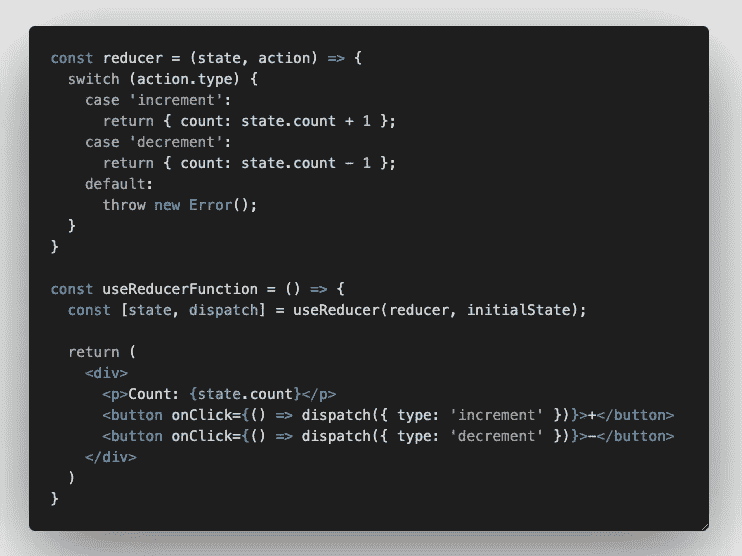 const reducer = (state, action) => {
  switch (action.type) {
    case 'increment':
      return { count: state.count + 1 };
    case 'decrement':
      return { count: state.count - 1 };
    default:
      throw new Error();
  }
}

const useReducerFunction = () => {
  const [state, dispatch] = useReducer(reducer, initialState);

  return (
    <div>
      <p>Count: {state.count}</p>
      <button onClick={() => dispatch({ type: 'increment' })}>+</button>
      <button onClick={() => dispatch({ type: ‘decrement' })}>-</button>
    </div>
  )
}